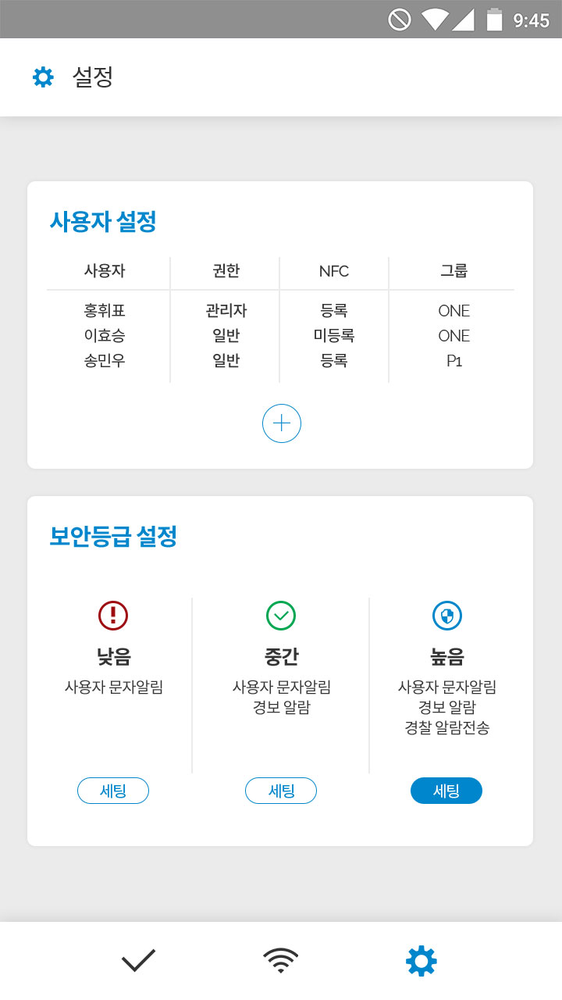 9:45
설정
사용자 설정
사용자 권한 NFC 그룹
홍휘표 관리자 등록 ONE
이효승 일반 미등록 ONE
송민우 일반 등록 P1
보안등급 설정
낮음 중간 높음
사용자 문자알림 사용자 문자알림 사용자 문자알림
경보 알람 경보 알람
경찰 알람전송
세팅 세팅 세팅